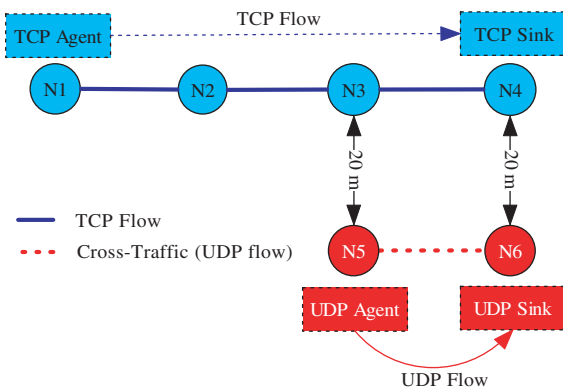 TCP Flow
TCP Agent
TCP Sink
N1
N2
N3
N4
20 m
20 m
TCP Flow
Cross-Traffic (UDP flow)
N5
N6
UDP Agent
UDP Sink
UDP Flow